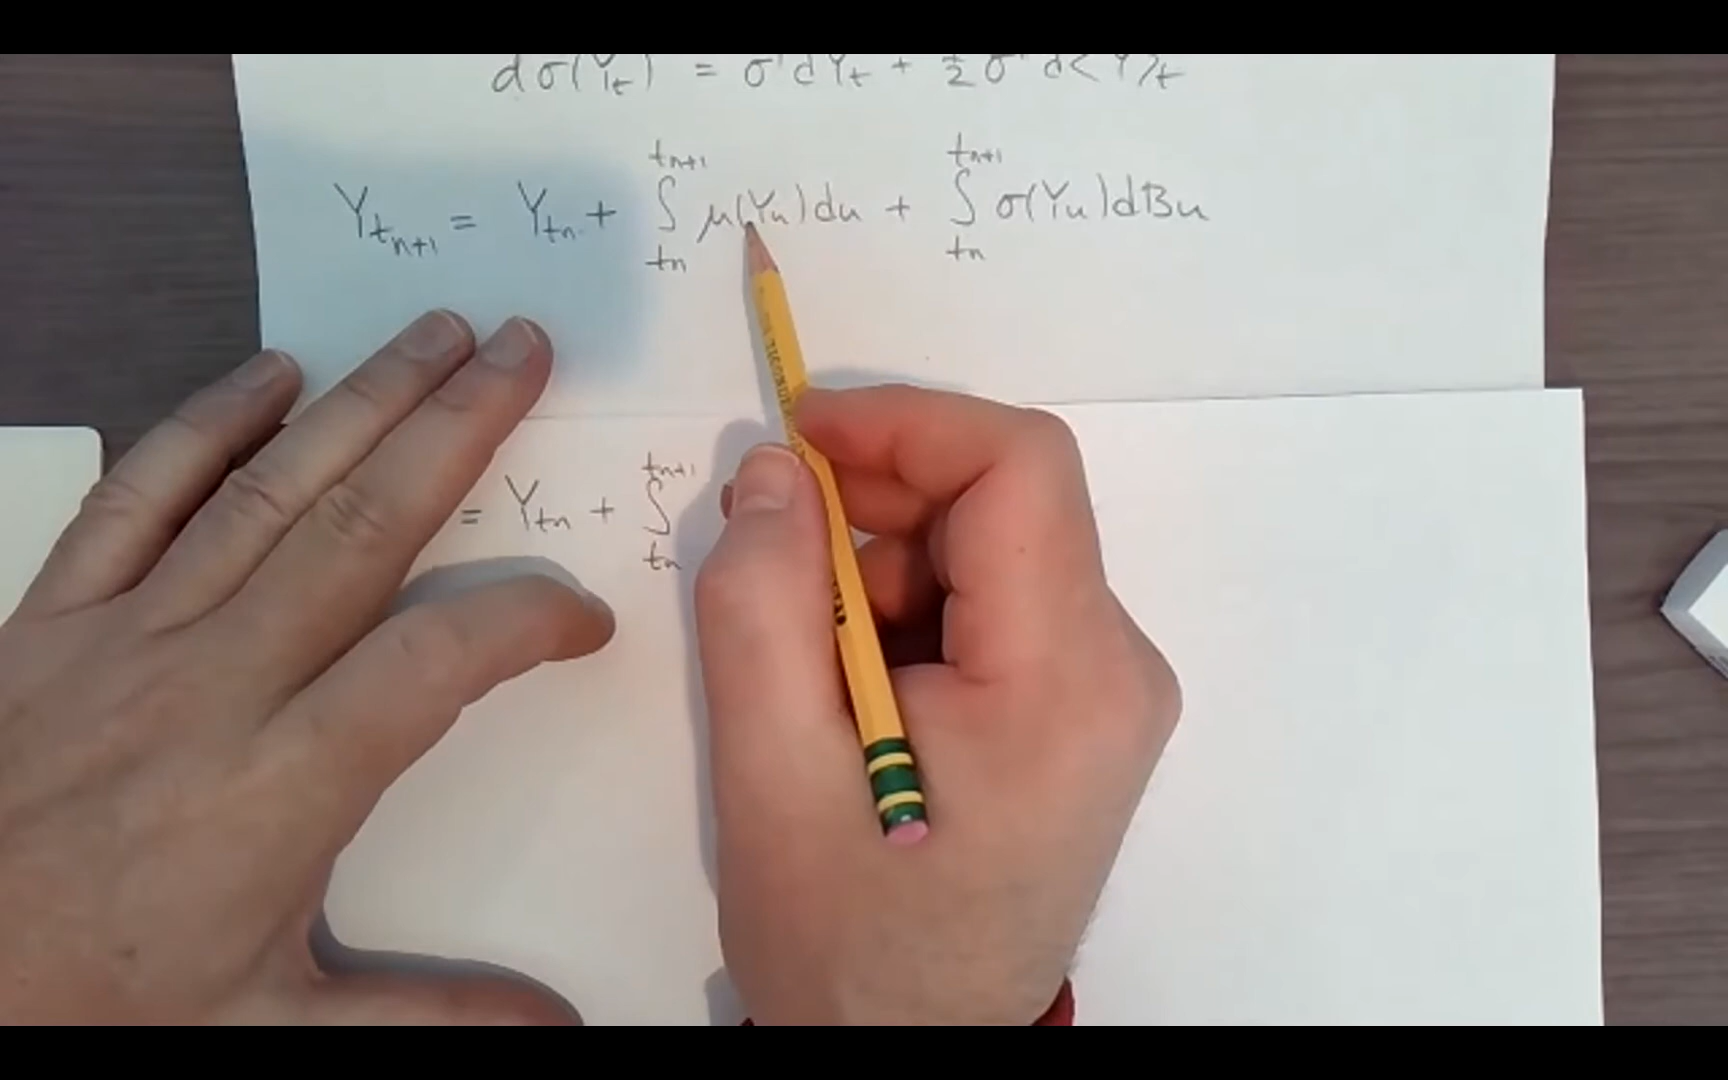 dσ(Y_t) = σ' dY_t + 1/2 σ'' d<Y>_t
Y_{t_{n+1}} = Y_{t_n} + ∫_{t_n}^{t_{n+1}} μ(Y_u)du + ∫_{t_n}^{t_{n+1}} σ(Y_u)dB_u
= Y_{t_n} + ∫_{t_n}^{t_{n+1}}